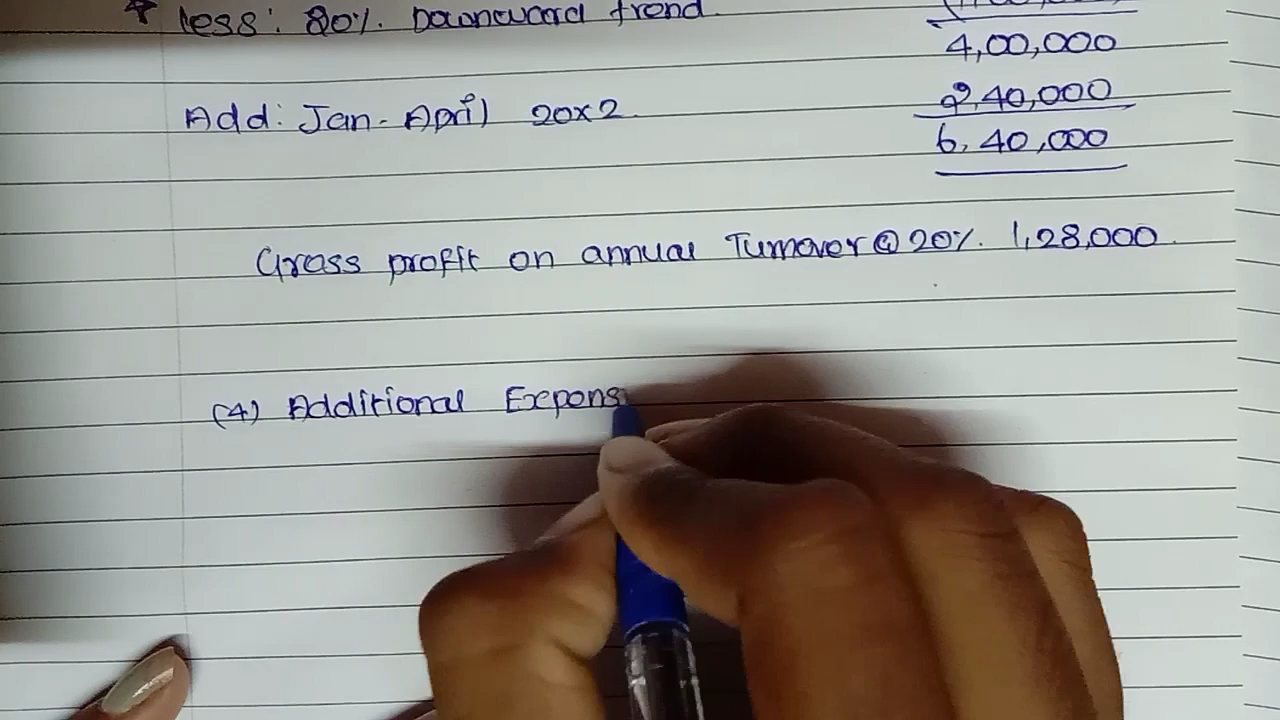 less: 80%. Downward trend
4,00,000
Add: Jan - April 20x2. 2,40,000
6,40,000
Gross profit on annual Turnover @ 20%. 1,28,000
(4) Additional Expens